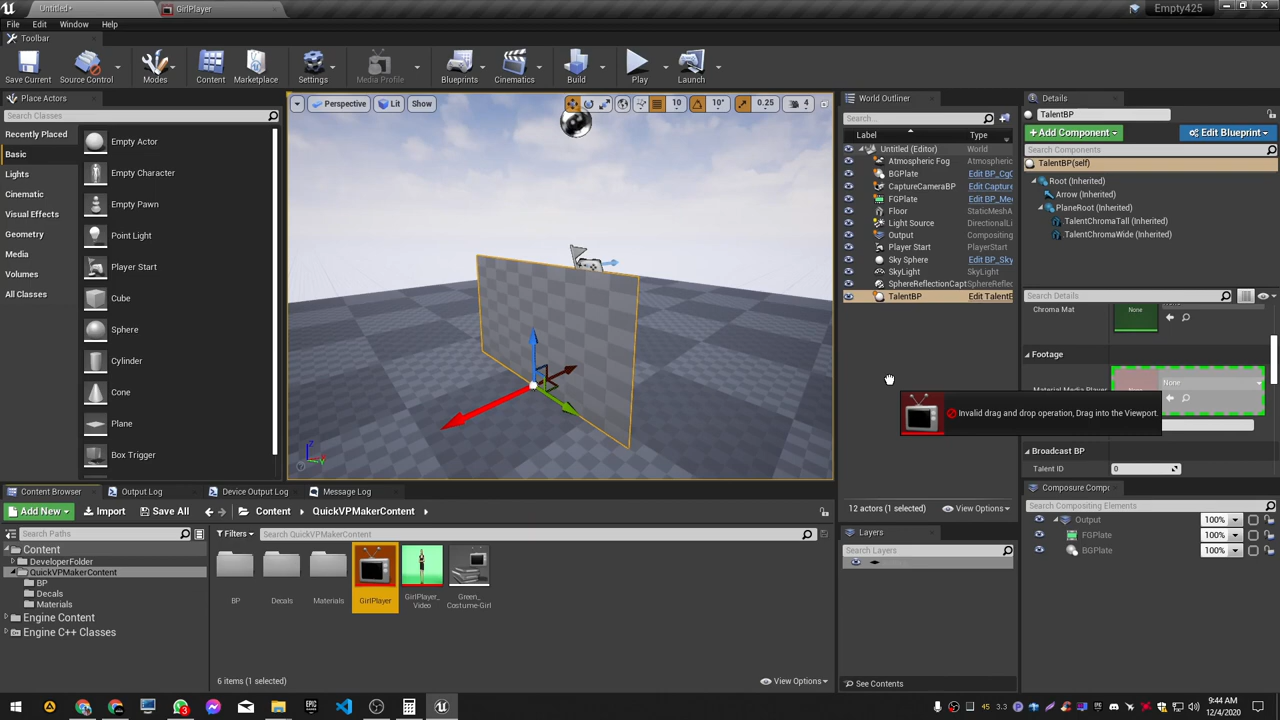 Untitled*
GirlPlayer
Empty425
File Edit Window Help
Toolbar
Save Current
Source Control
Modes
Content
Marketplace
Settings
Media Profile
Blueprints
Cinematics
Build
Play
Launch
Place Actors
Search Classes
Recently Placed
Basic
Lights
Cinematic
Visual Effects
Geometry
Media
Volumes
All Classes
Empty Actor
Empty Character
Empty Pawn
Point Light
Player Start
Cube
Sphere
Cylinder
Cone
Plane
Box Trigger
Perspective Lit Show 10 10° 0.25 4
World Outliner
Search...
Label Type
Untitled (Editor) World
Atmospheric Fog Atmospheric
BGPlate Edit BP_Cg
CaptureCameraBP Edit Capture
FGPlate Edit BP_Me
Floor StaticMeshA
Light Source Directional
Output Compositing
Player Start PlayerStart
Sky Sphere Edit BP_Sky
SkyLight SkyLight
SphereReflectionCapt SphereReflec
TalentBP Edit TalentB
12 actors (1 selected) View Options
Layers
Search Layers
See Contents
Details
TalentBP
Add Component Edit Blueprint
Search Components
TalentBP(self)
Root (Inherited)
Arrow (Inherited)
PlaneRoot (Inherited)
TalentChromaTall (Inherited)
TalentChromaWide (Inherited)
Search Details
Chroma Mat None
Footage
Material Media Player None
Invalid drag and drop operation, Drag into the Viewport.
Broadcast BP
Talent ID 0
Composure Compo
Search Compositing Elements
Output 100%
FGPlate 100%
BGPlate 100%
Content Browser Output Log Device Output Log Message Log
Add New Import Save All Content QuickVPMakerContent
Search Paths
Filters Search QuickVPMakerContent
Content
DeveloperFolder
QuickVPMakerContent
BP
Decals
Materials
Engine Content
Engine C++ Classes
BP
Decals
Materials
GirlPlayer
GirlPlayer_
Video
Green_
Costume-Girl
6 items (1 selected) View Options
9:44 AM
12/4/2020